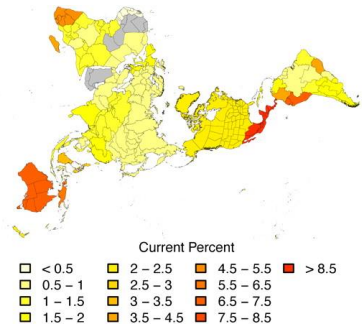 Current Percent
< 0.5 2 – 2.5 4.5 – 5.5 > 8.5
0.5 – 1 2.5 – 3 5.5 – 6.5
1 – 1.5 3 – 3.5 6.5 – 7.5
1.5 – 2 3.5 – 4.5 7.5 – 8.5